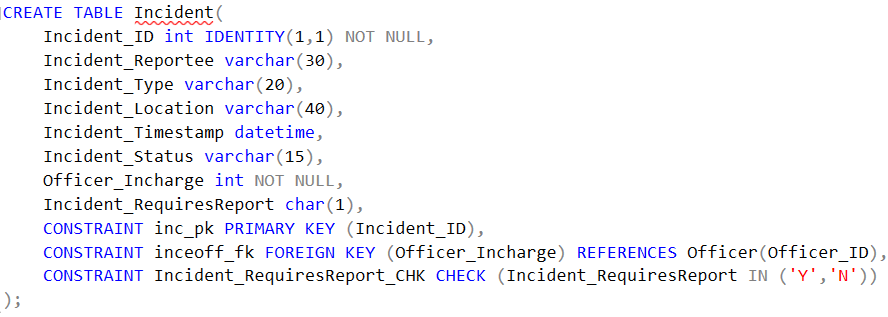 CREATE TABLE Incident(
    Incident_ID int IDENTITY(1,1) NOT NULL,
    Incident_Reportee varchar(30),
    Incident_Type varchar(20),
    Incident_Location varchar(40),
    Incident_Timestamp datetime,
    Incident_Status varchar(15),
    Officer_Incharge int NOT NULL,
    Incident_RequiresReport char(1),
    CONSTRAINT inc_pk PRIMARY KEY (Incident_ID),
    CONSTRAINT inceoff_fk FOREIGN KEY (Officer_Incharge) REFERENCES Officer(Officer_ID),
    CONSTRAINT Incident_RequiresReport_CHK CHECK (Incident_RequiresReport IN ('Y','N'))
);